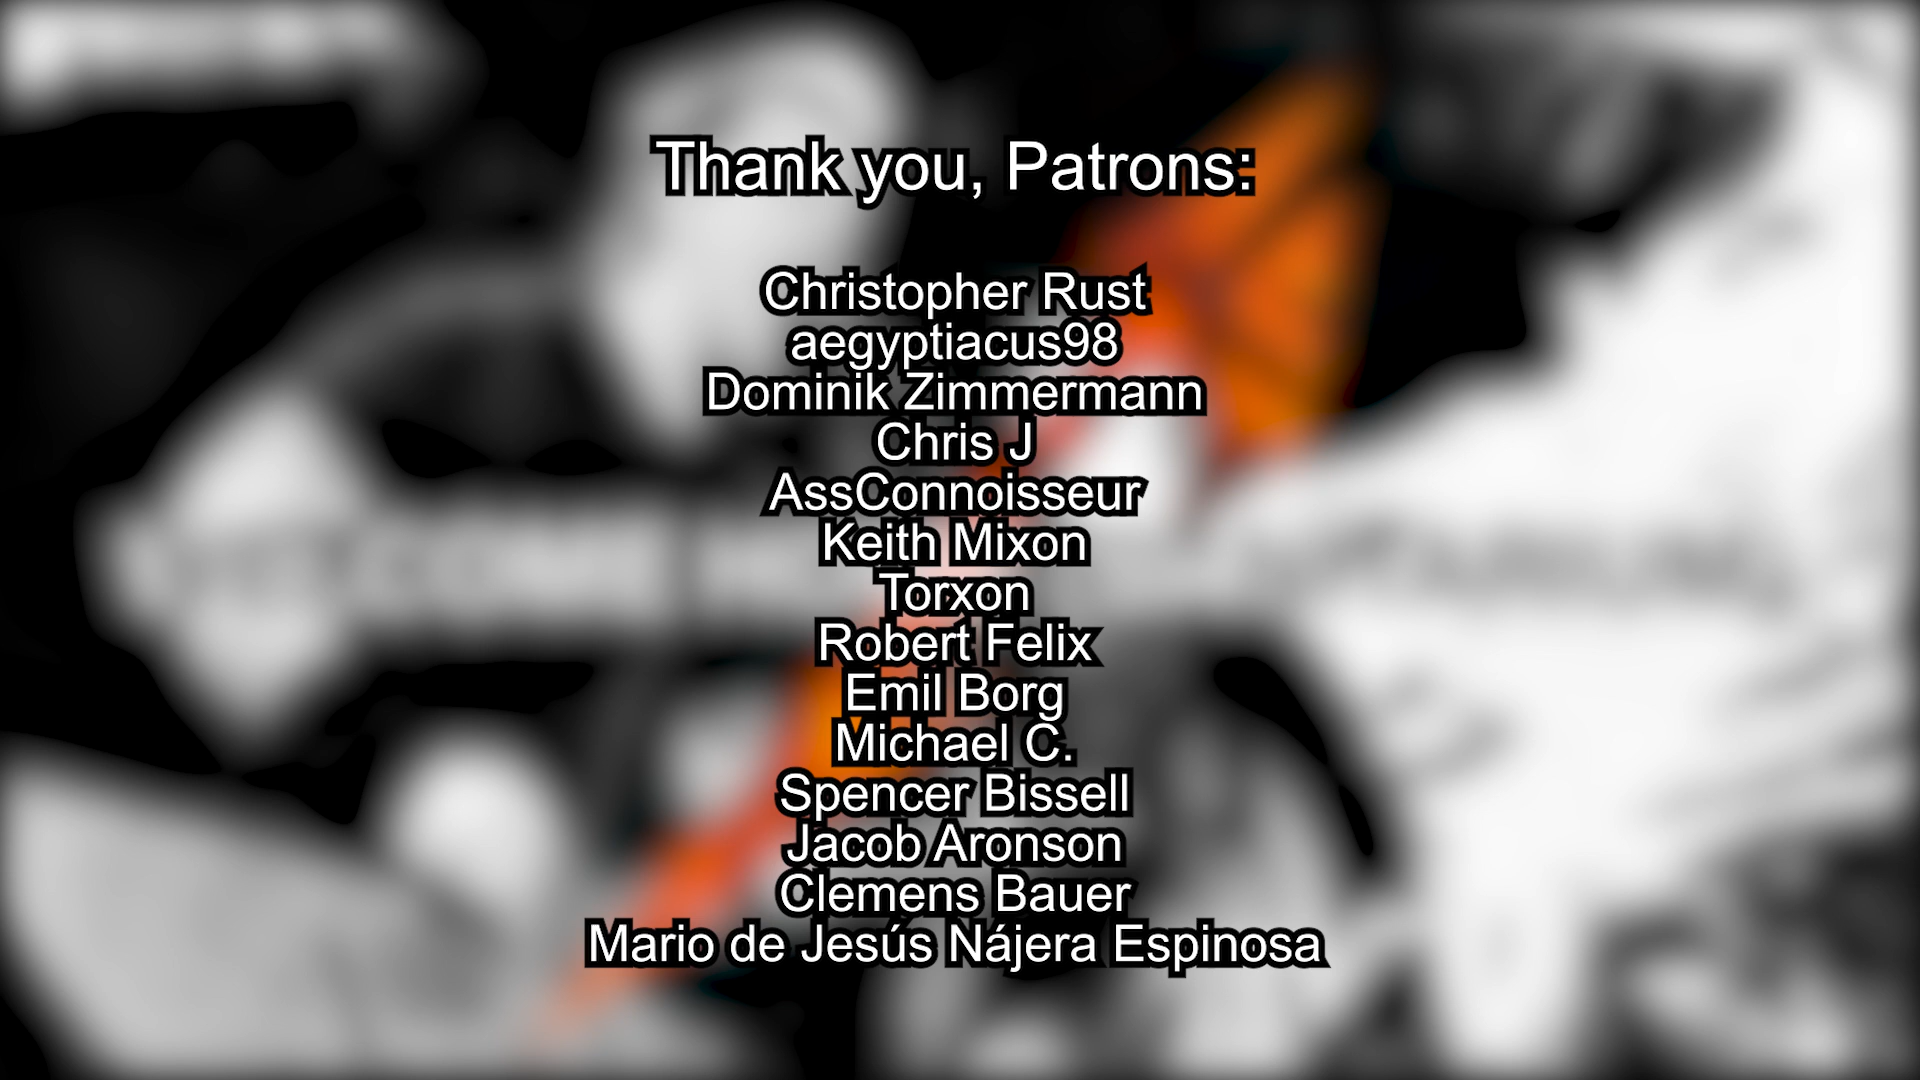 Thank you, Patrons:
Christopher Rust
aegyptiacus98
Dominik Zimmermann
Chris J
AssConnoisseur
Keith Mixon
Torxon
Robert Felix
Emil Borg
Michael C.
Spencer Bissell
Jacob Aronson
Clemens Bauer
Mario de Jesús Nájera Espinosa